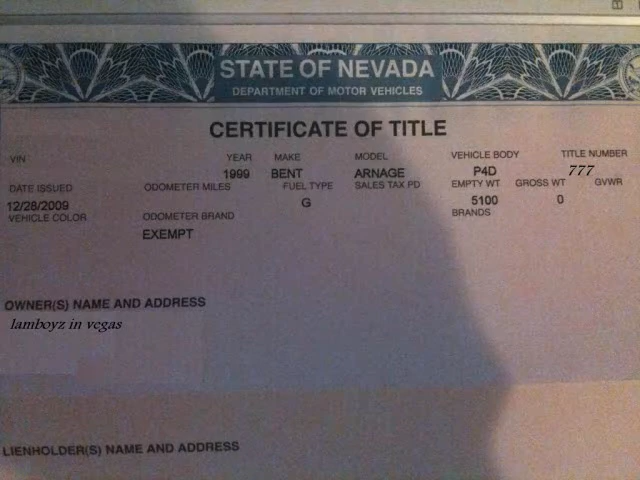 STATE OF NEVADA
DEPARTMENT OF MOTOR VEHICLES
CERTIFICATE OF TITLE
VIN YEAR MAKE MODEL VEHICLE BODY TITLE NUMBER
1999 BENT ARNAGE P4D 777
DATE ISSUED ODOMETER MILES FUEL TYPE SALES TAX PD EMPTY WT GROSS WT GVWR
12/28/2009 G 5100 0
VEHICLE COLOR ODOMETER BRAND BRANDS
EXEMPT
OWNER(S) NAME AND ADDRESS
lamboyz in vegas
LIENHOLDER(S) NAME AND ADDRESS